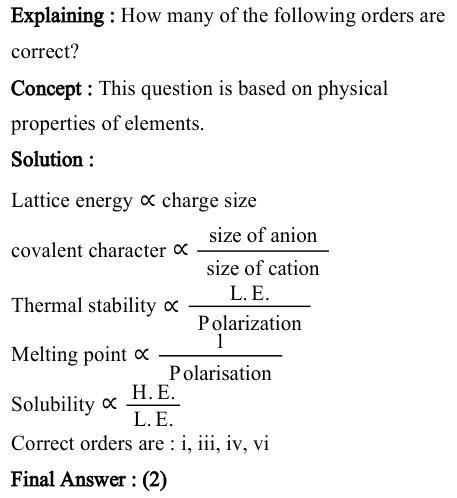 Explaining : How many of the following orders are
correct?
Concept : This question is based on physical
properties of elements.
Solution :
Lattice energy ∝ charge size
covalent character ∝ size of anion / size of cation
Thermal stability ∝ L.E. / Polarization
Melting point ∝ 1 / Polarisation
Solubility ∝ H.E. / L.E.
Correct orders are : i, iii, iv, vi
Final Answer : (2)